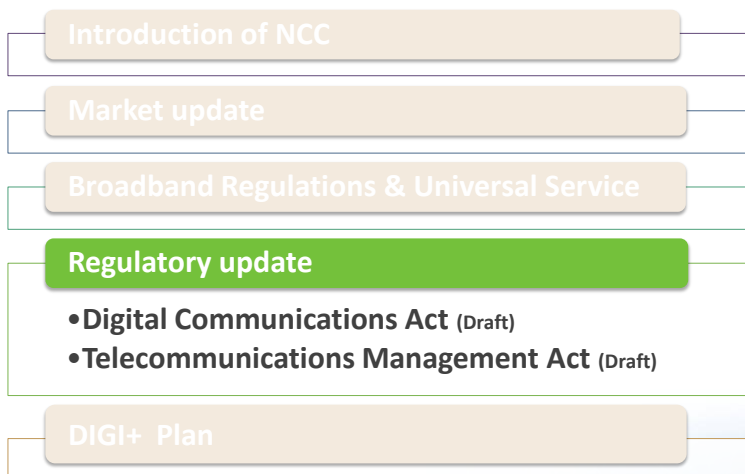 Introduction of NCC
Market update
Broadband Regulations & Universal Service
Regulatory update
•Digital Communications Act (Draft)
•Telecommunications Management Act (Draft)
DIGI+ Plan